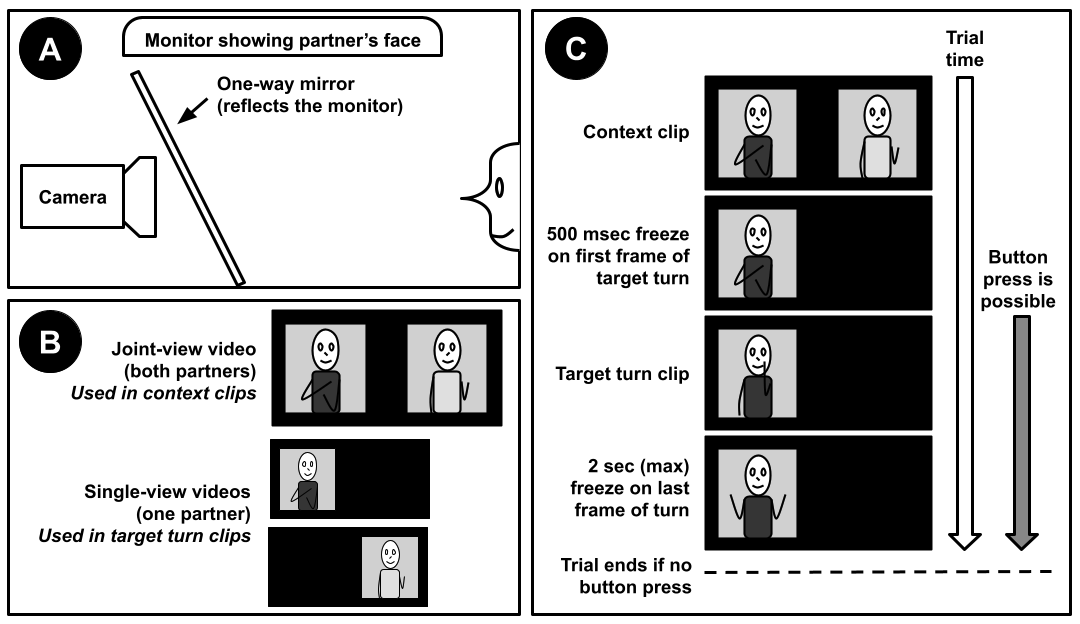 A
Monitor showing partner's face
One-way mirror
(reflects the monitor)
Camera
B
Joint-view video
(both partners)
Used in context clips
Single-view videos
(one partner)
Used in target turn clips
C
Trial
time
Context clip
500 msec freeze
on first frame of
target turn
Button
press is
possible
Target turn clip
2 sec (max)
freeze on last
frame of turn
Trial ends if no
button press